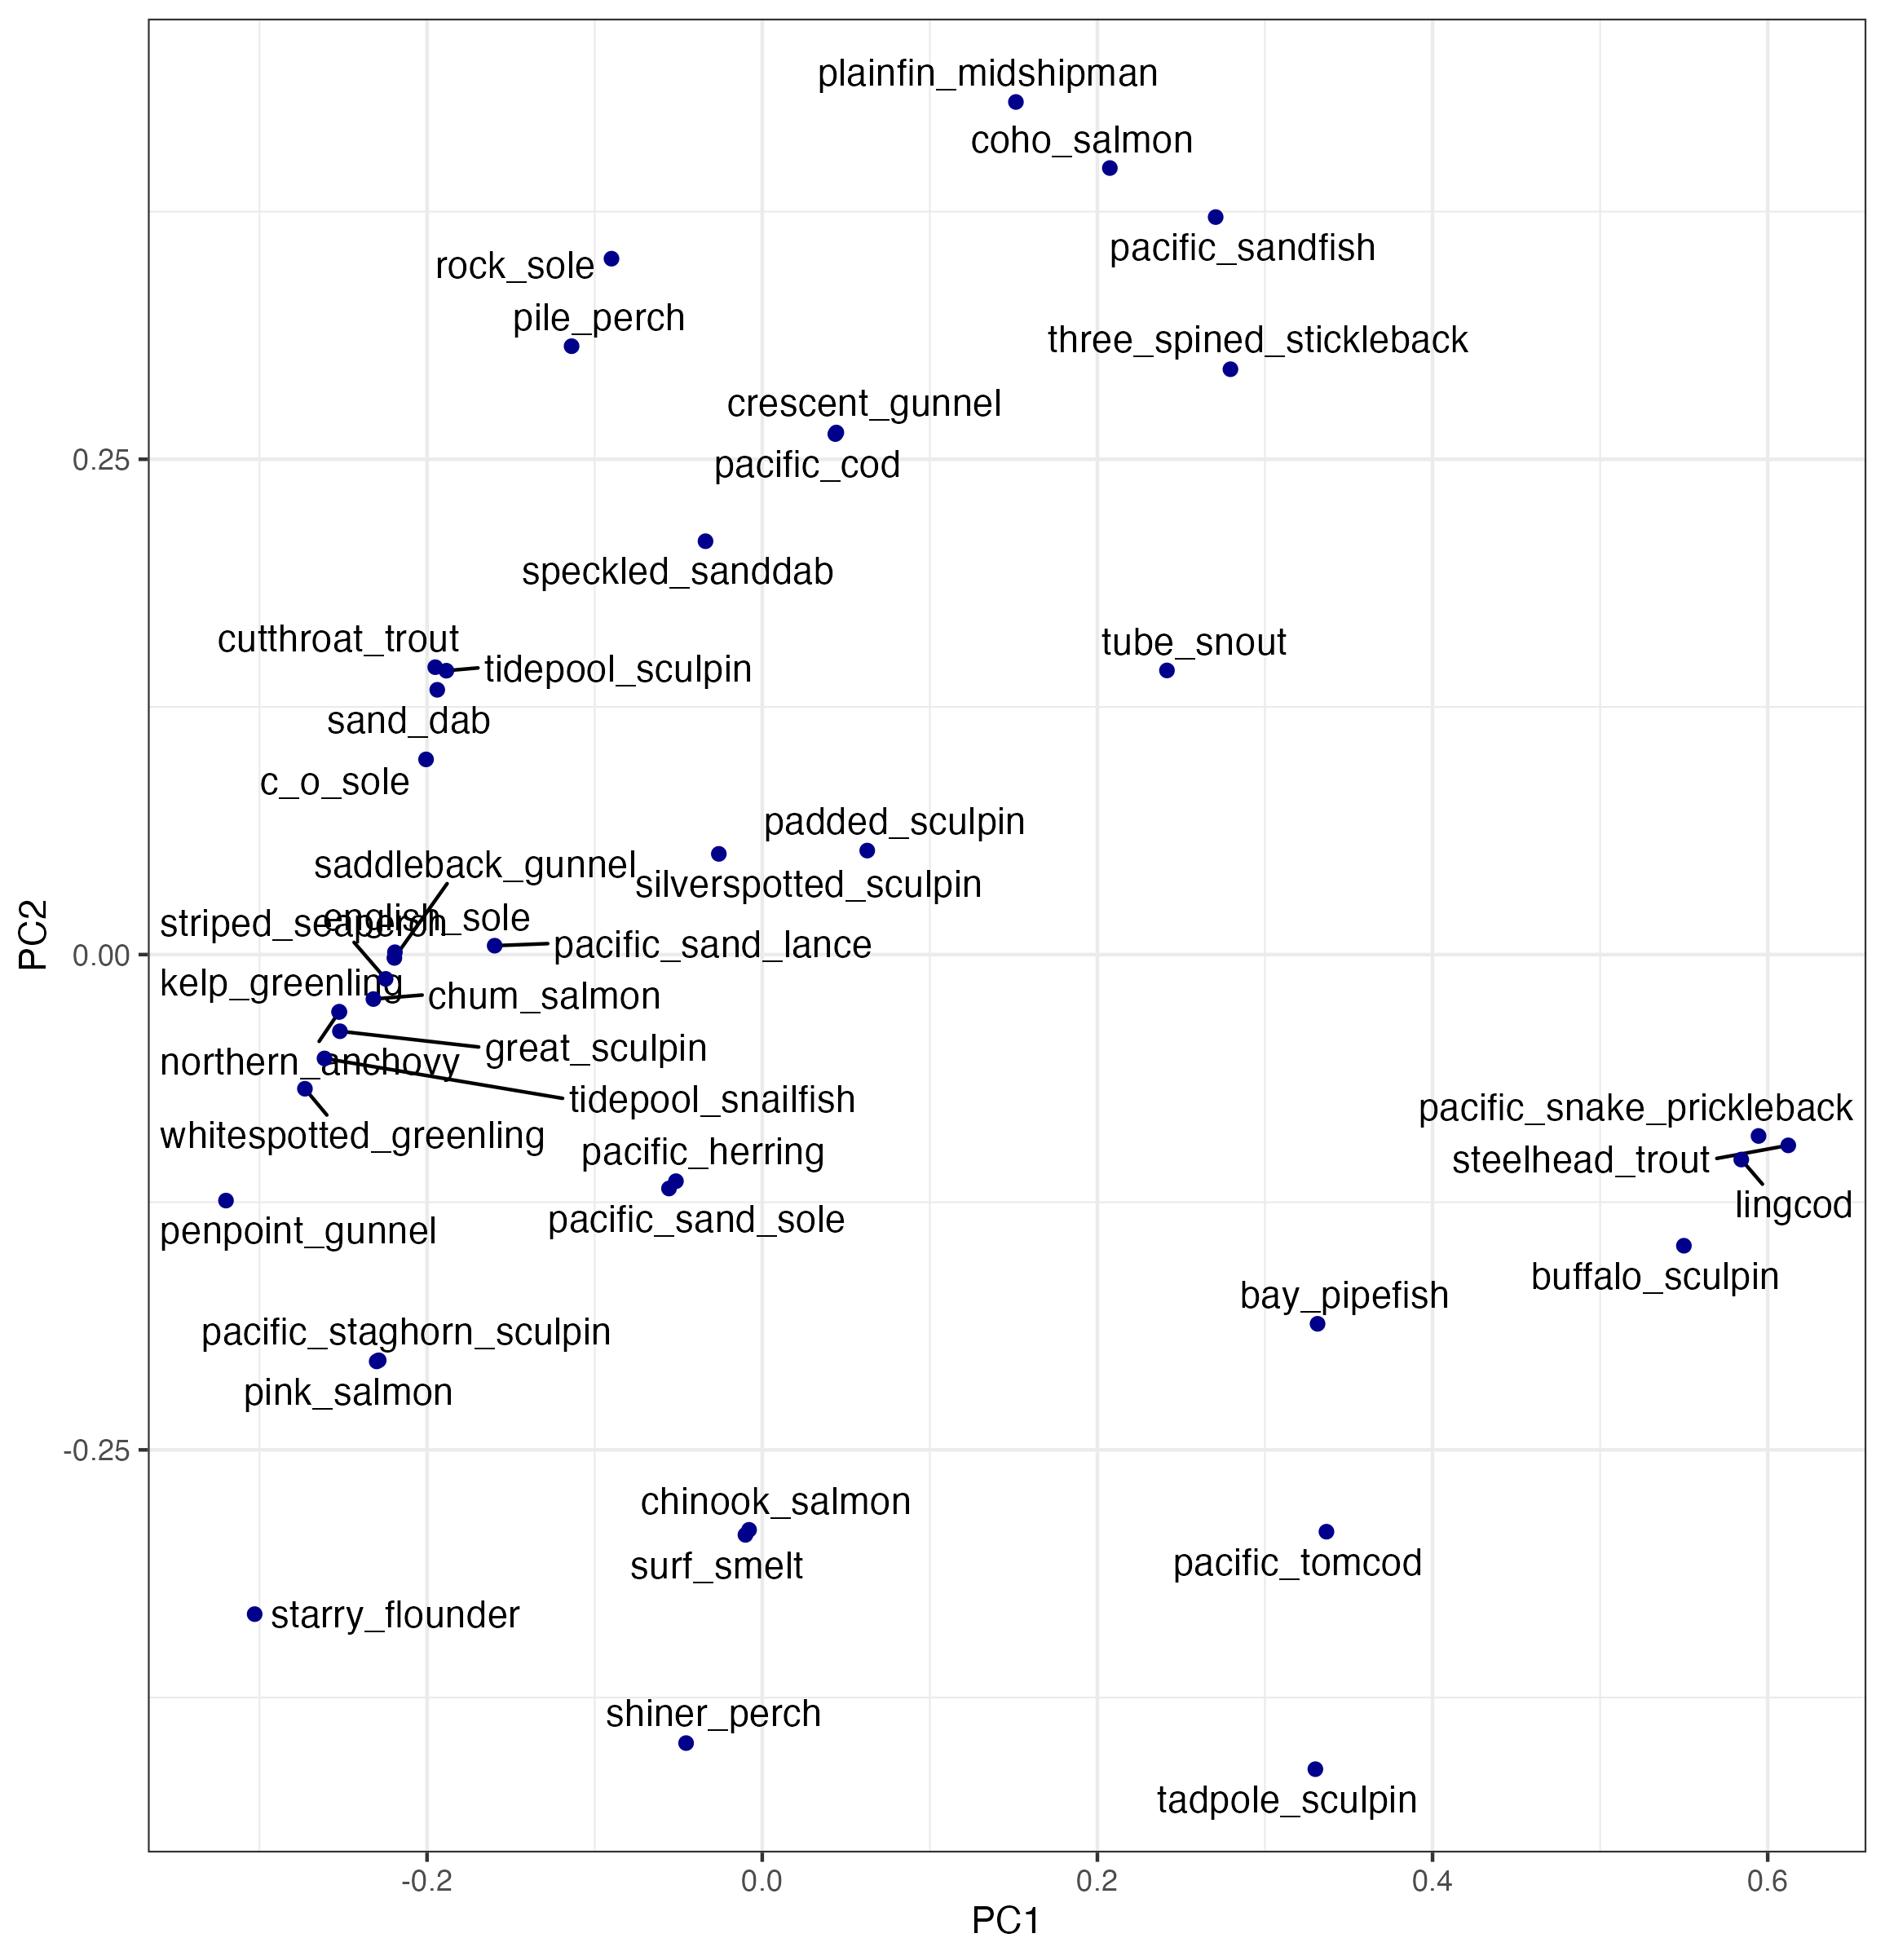 plainfin_midshipman
coho_salmon
pacific_sandfish
rock_sole
pile_perch
three_spined_stickleback
crescent_gunnel
0.25
pacific_cod
speckled_sanddab
cutthroat_trout
tube_snout
tidepool_sculpin
sand_dab
c_o_sole
padded_sculpin
saddleback_gunnel
silverspotted_sculpin
english_sole
striped_seaperch
PC2
0.00
pacific_sand_lance
kelp_greenling
chum_salmon
great_sculpin
northern_anchovy
tidepool_snailfish
pacific_snake_prickleback
whitespotted_greenling
pacific_herring
steelhead_trout
lingcod
pacific_sand_sole
penpoint_gunnel
buffalo_sculpin
bay_pipefish
pacific_staghorn_sculpin
pink_salmon
-0.25
chinook_salmon
surf_smelt
pacific_tomcod
starry_flounder
shiner_perch
tadpole_sculpin
-0.2 0.0 0.2 0.4 0.6
PC1